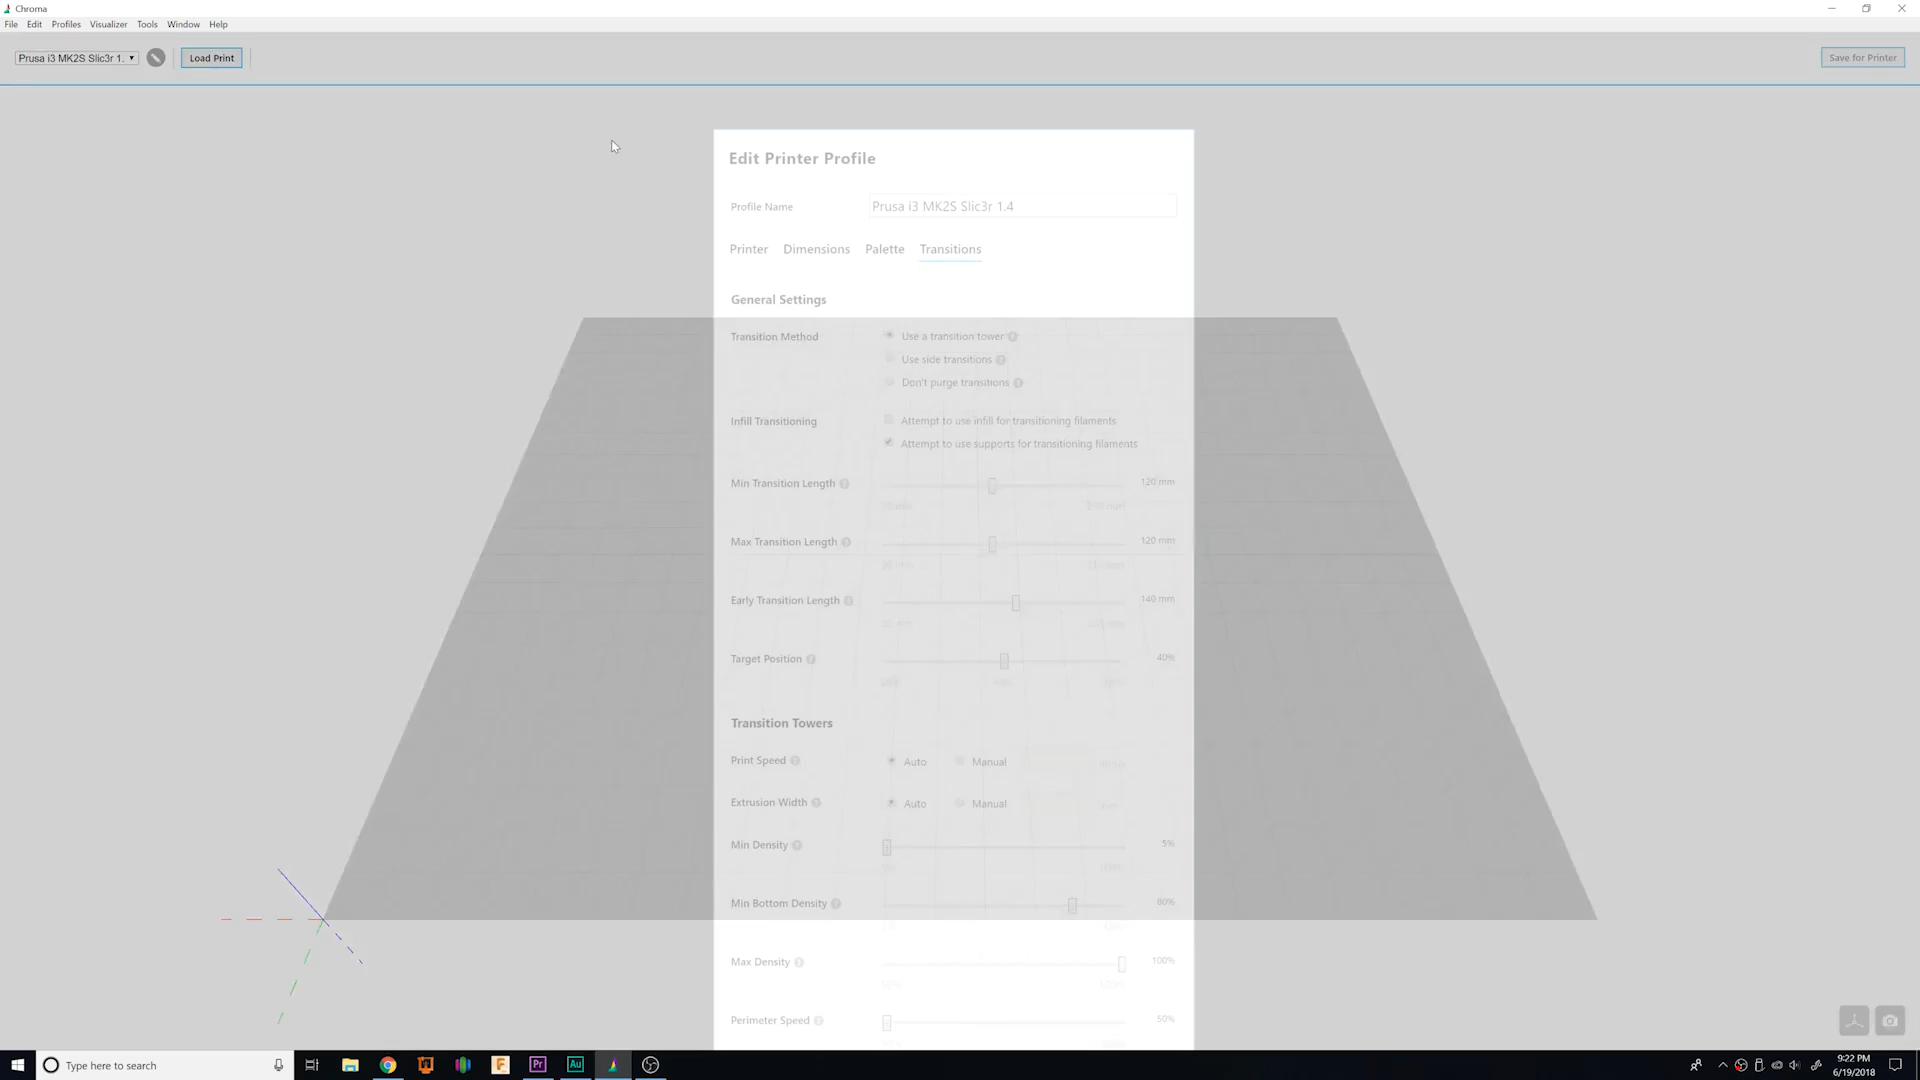 Chroma
File Edit Profiles Visualizer Tools Window Help
Prusa i3 MK2S Slic3r 1.
Load Print
Save for Printer
Edit Printer Profile
Profile Name
Prusa i3 MK2S Slic3r 1.4
Printer Dimensions Palette Transitions
General Settings
Transition Method
Use a transition tower
Use side transitions
Don't purge transitions
Infill Transitioning
Attempt to use infill for transitioning filaments
Attempt to use supports for transitioning filaments
Min Transition Length
120 mm
Max Transition Length
120 mm
Early Transition Length
140 mm
Target Position
40%
Transition Towers
Print Speed
Auto Manual
Extrusion Width
Auto Manual
Min Density
5%
Min Bottom Density
80%
Max Density
100%
Perimeter Speed
50%
Type here to search
Pr
Au
9:22 PM
6/19/2018